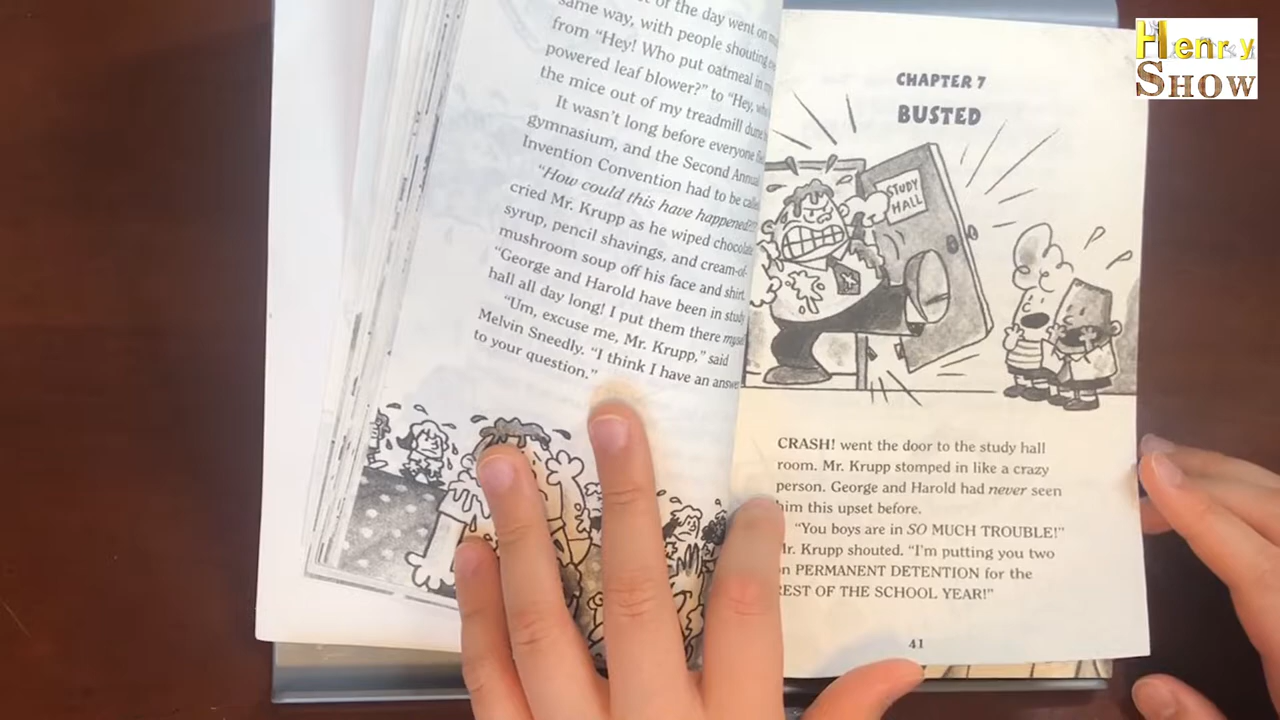 of the day went on
same way, with people shouting
from "Hey! Who put oatmeal in
powered leaf blower?" to "Hey,
the mice out of my treadmill
It wasn't long before everyone
gymnasium, and the Second Annual
Invention Convention had to be
"How could this have happened
cried Mr. Krupp as he wiped
syrup, pencil shavings, and cream-of-
mushroom soup off his face and shirt.
"George and Harold have been in study
hall all day long! I put them there
"Um, excuse me, Mr. Krupp," said
Melvin Sneedly. "I think I have an
to your question."
CHAPTER 7
BUSTED
STUDY
HALL
CRASH! went the door to the study hall
room. Mr. Krupp stomped in like a crazy
person. George and Harold had never seen
him this upset before.
"You boys are in SO MUCH TROUBLE!"
Mr. Krupp shouted. "I'm putting you two
on PERMANENT DETENTION for the
REST OF THE SCHOOL YEAR!"
41
Henry
SHOW